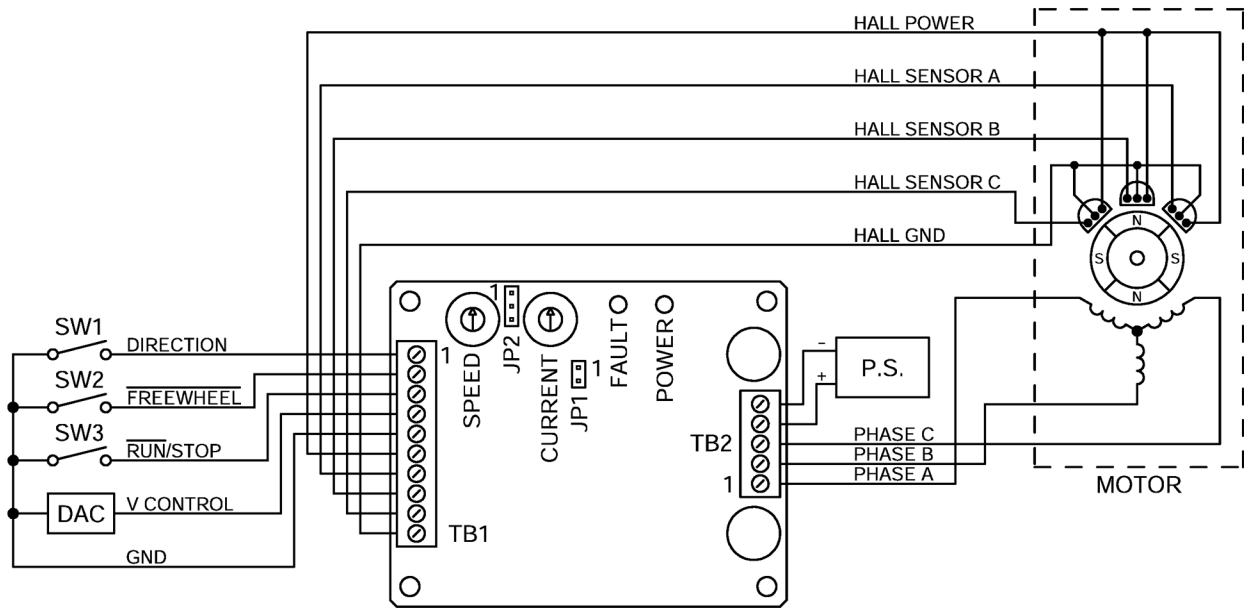 HALL POWER
HALL SENSOR A
HALL SENSOR B
HALL SENSOR C
HALL GND
N
S
S
N
MOTOR
SW1
DIRECTION
SW2
FREEWHEEL
SW3
RUN/STOP
DAC
V CONTROL
GND
1
TB1
SPEED
1
JP2
CURRENT
1
JP1
FAULT
POWER
-
+
P.S.
TB2
1
PHASE C
PHASE B
PHASE A